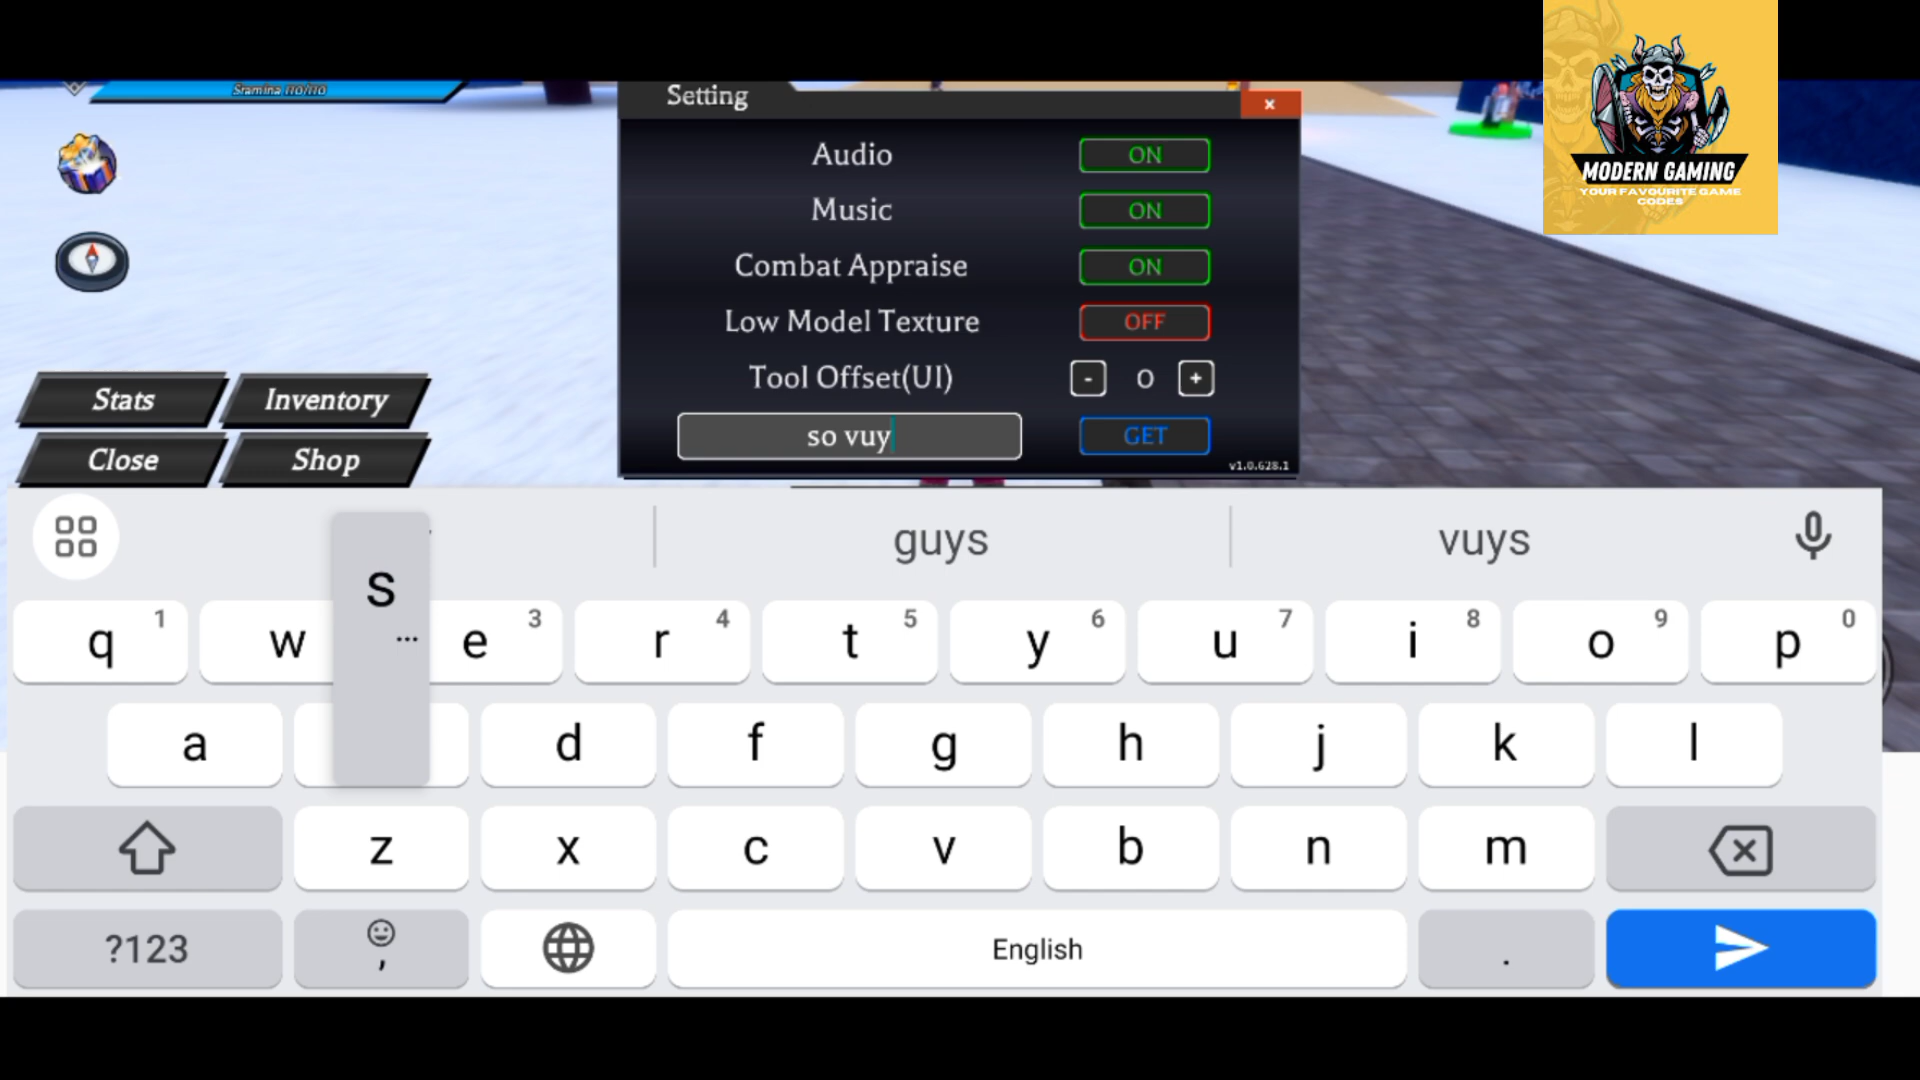 Stamina 110/110
Setting
×
Audio ON
Music ON
Combat Appraise ON
Low Model Texture OFF
Tool Offset(UI) - 0 +
so vuy GET
v1.0.628.1
Stats Inventory
Close Shop
MODERN GAMING
YOUR FAVOURITE GAME
CODES
guys vuys
s
...
q 1 w e 3 r 4 t 5 y 6 u 7 i 8 o 9 p 0
a d f g h j k l
z x c v b n m
?123 , English .